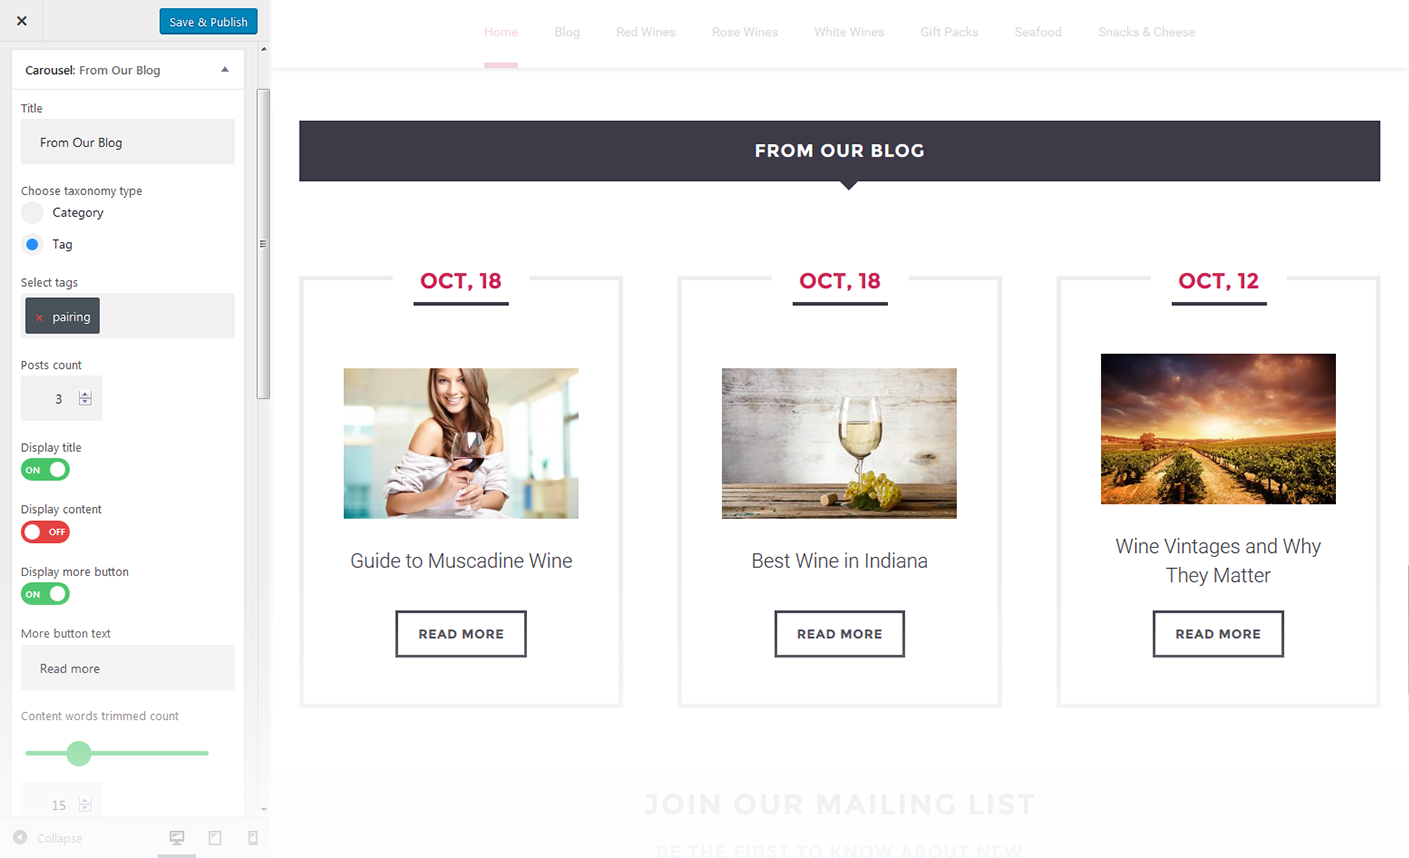 Save & Publish
Carousel: From Our Blog
Title
From Our Blog
Choose taxonomy type
Category
Tag
Select tags
x pairing
Posts count
3
Display title
ON
Display content
OFF
Display more button
ON
More button text
Read more
Content words trimmed count
15
Collapse
Home Blog Red Wines Rose Wines White Wines Gift Packs Seafood Snacks & Cheese
FROM OUR BLOG
OCT, 18
Guide to Muscadine Wine
READ MORE
OCT, 18
Best Wine in Indiana
READ MORE
OCT, 12
Wine Vintages and Why
They Matter
READ MORE
JOIN OUR MAILING LIST
BE THE FIRST TO KNOW ABOUT NEW